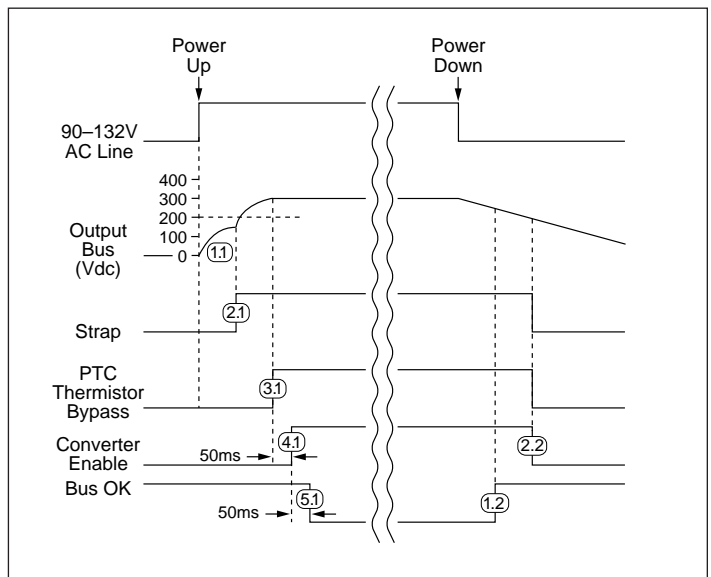 Power
Up
Power
Down
90–132V
AC Line
400
300
200
100
0
Output
Bus
(Vdc)
1.1
2.1
Strap
PTC
Thermistor
Bypass
3.1
Converter
Enable
4.1
50ms
2.2
Bus OK
5.1
1.2
50ms